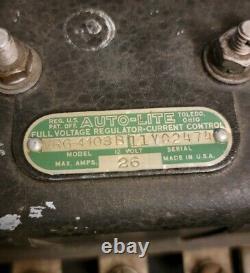 REG. U.S. AUTO-LITE TOLEDO,
PAT. OFF. OHIO
FULL VOLTAGE REGULATOR-CURRENT CONTROL
12 VOLT
MODEL SERIAL
MAX. AMPS. 26 MADE IN U.S.A.